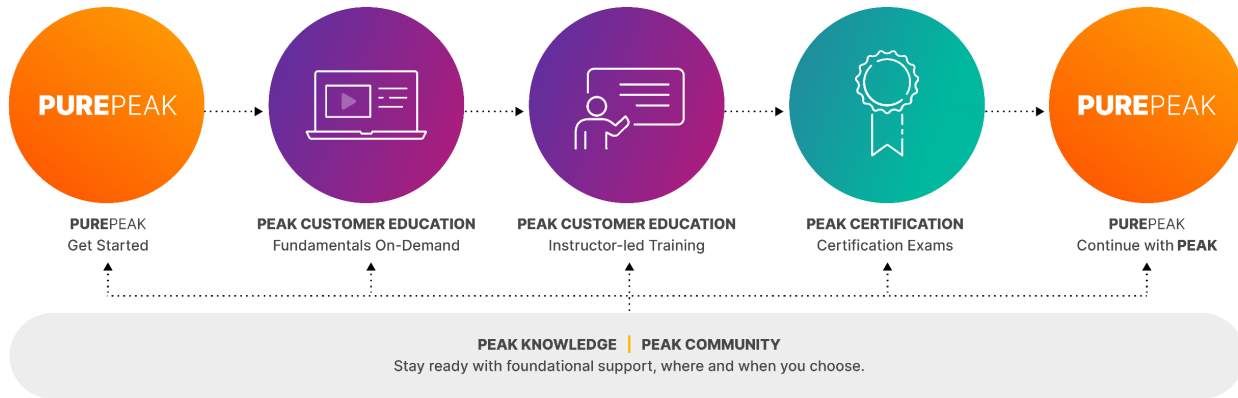 PUREPEAK
PUREPEAK
PUREPEAK
Get Started
PEAK CUSTOMER EDUCATION
Fundamentals On-Demand
PEAK CUSTOMER EDUCATION
Instructor-led Training
PEAK CERTIFICATION
Certification Exams
PUREPEAK
Continue with PEAK
PEAK KNOWLEDGE | PEAK COMMUNITY
Stay ready with foundational support, where and when you choose.